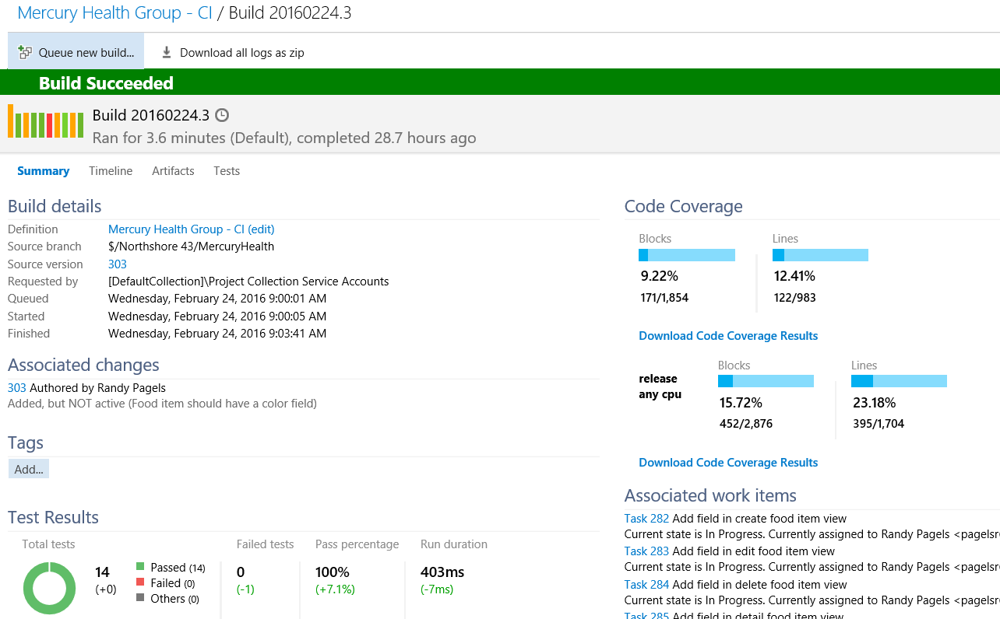 Mercury Health Group - CI / Build 20160224.3
Queue new build... Download all logs as zip
Build Succeeded
Build 20160224.3
Ran for 3.6 minutes (Default), completed 28.7 hours ago
Summary Timeline Artifacts Tests
Build details
Definition Mercury Health Group - CI (edit)
Source branch $/Northshore 43/MercuryHealth
Source version 303
Requested by [DefaultCollection]\Project Collection Service Accounts
Queued Wednesday, February 24, 2016 9:00:01 AM
Started Wednesday, February 24, 2016 9:00:05 AM
Finished Wednesday, February 24, 2016 9:03:41 AM
Associated changes
303 Authored by Randy Pagels
Added, but NOT active (Food item should have a color field)
Tags
Add...
Test Results
Total tests Failed tests Pass percentage Run duration
14 Passed (14) 0 100% 403ms
(+0) Failed (0) (-1) (+7.1%) (-7ms)
Others (0)
Code Coverage
Blocks Lines
9.22% 12.41%
171/1,854 122/983
Download Code Coverage Results
Blocks Lines
release
any cpu
15.72% 23.18%
452/2,876 395/1,704
Download Code Coverage Results
Associated work items
Task 282 Add field in create food item view
Current state is In Progress. Currently assigned to Randy Pagels <pagelsr
Task 283 Add field in edit food item view
Current state is In Progress. Currently assigned to Randy Pagels <pagelsr
Task 284 Add field in delete food item view
Current state is In Progress. Currently assigned to Randy Pagels <pagelsr
Task 285 Add field in detail food item view